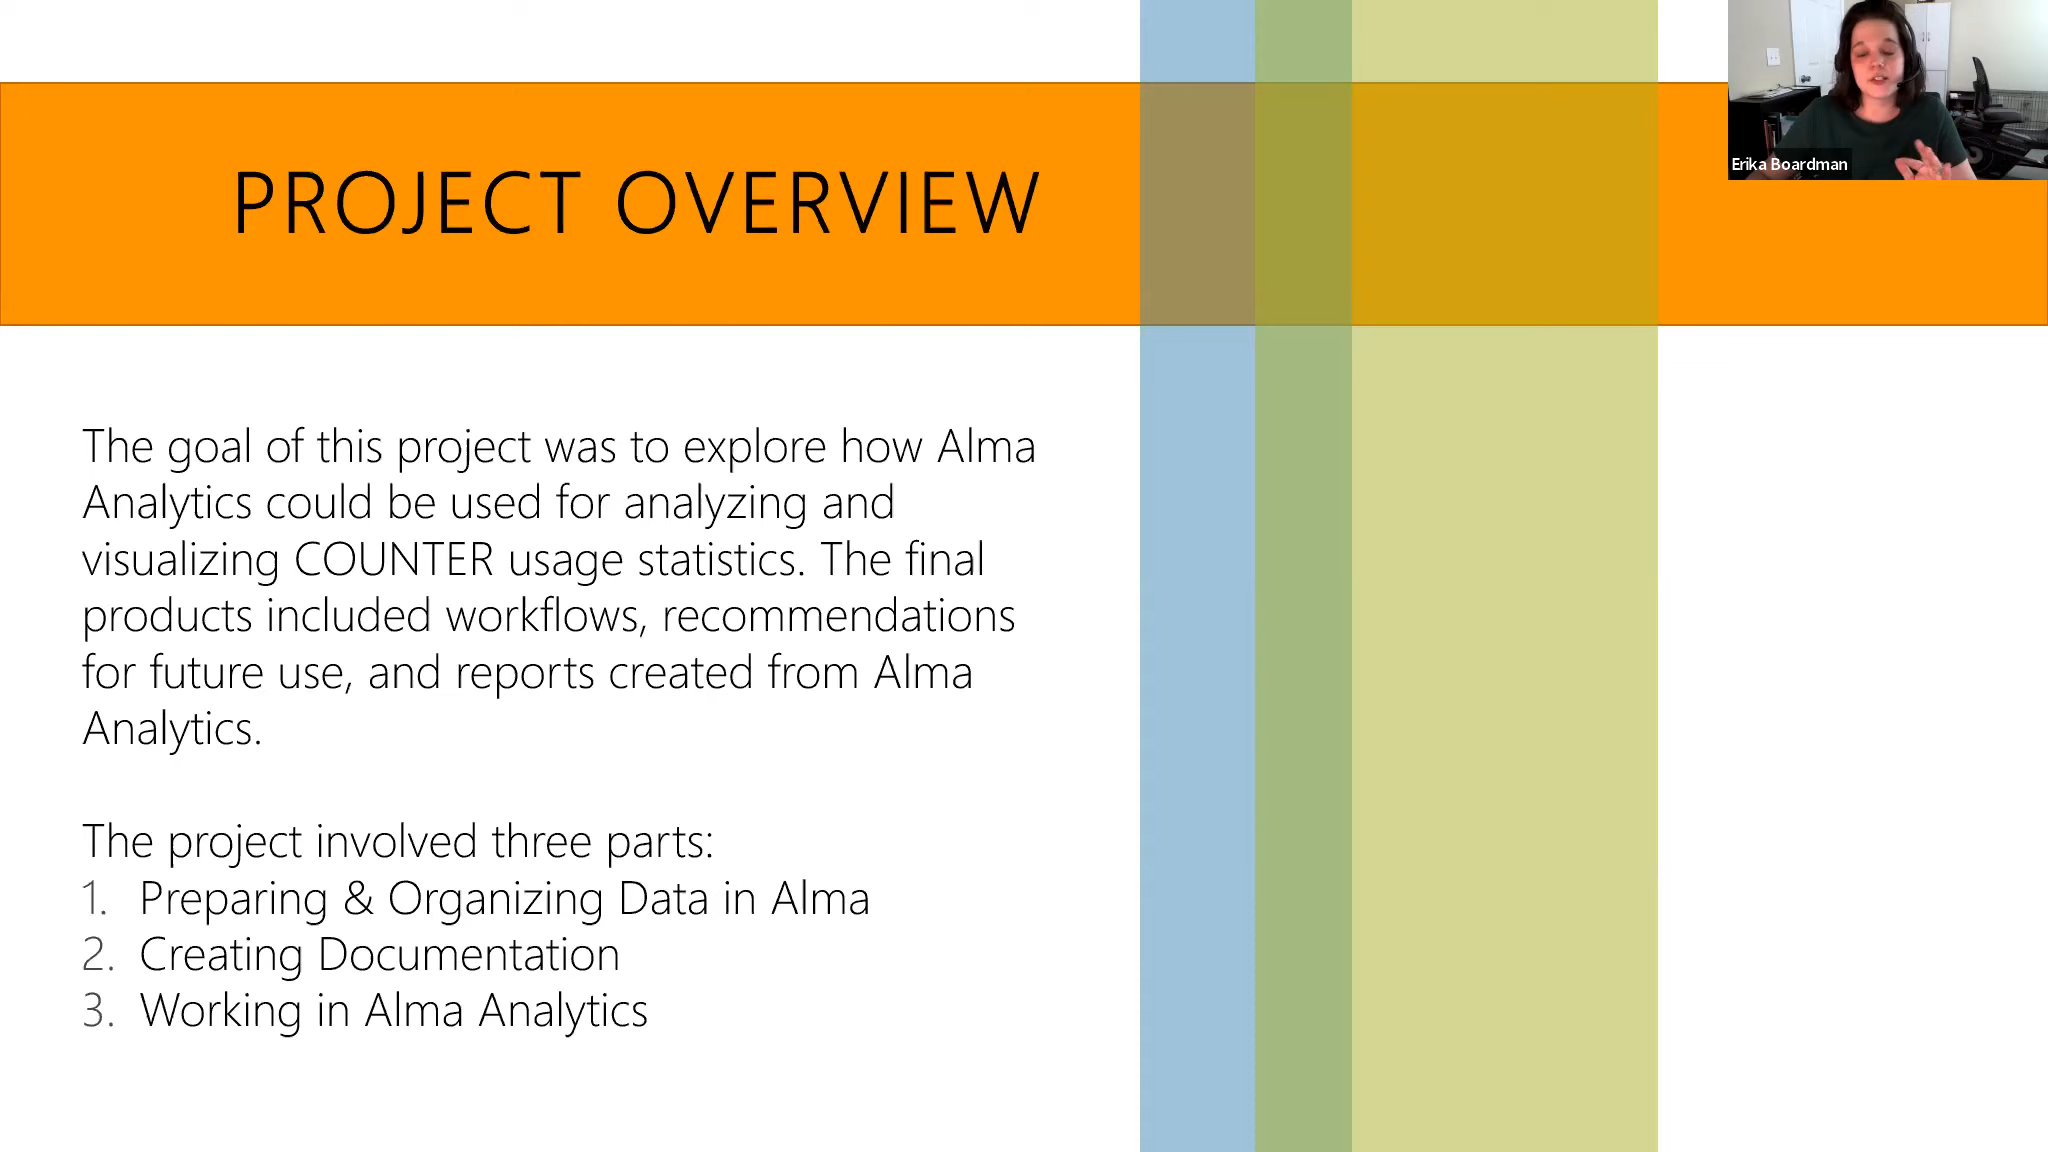 PROJECT OVERVIEW
Erika Boardman
The goal of this project was to explore how Alma
Analytics could be used for analyzing and
visualizing COUNTER usage statistics. The final
products included workflows, recommendations
for future use, and reports created from Alma
Analytics.
The project involved three parts:
1. Preparing & Organizing Data in Alma
2. Creating Documentation
3. Working in Alma Analytics